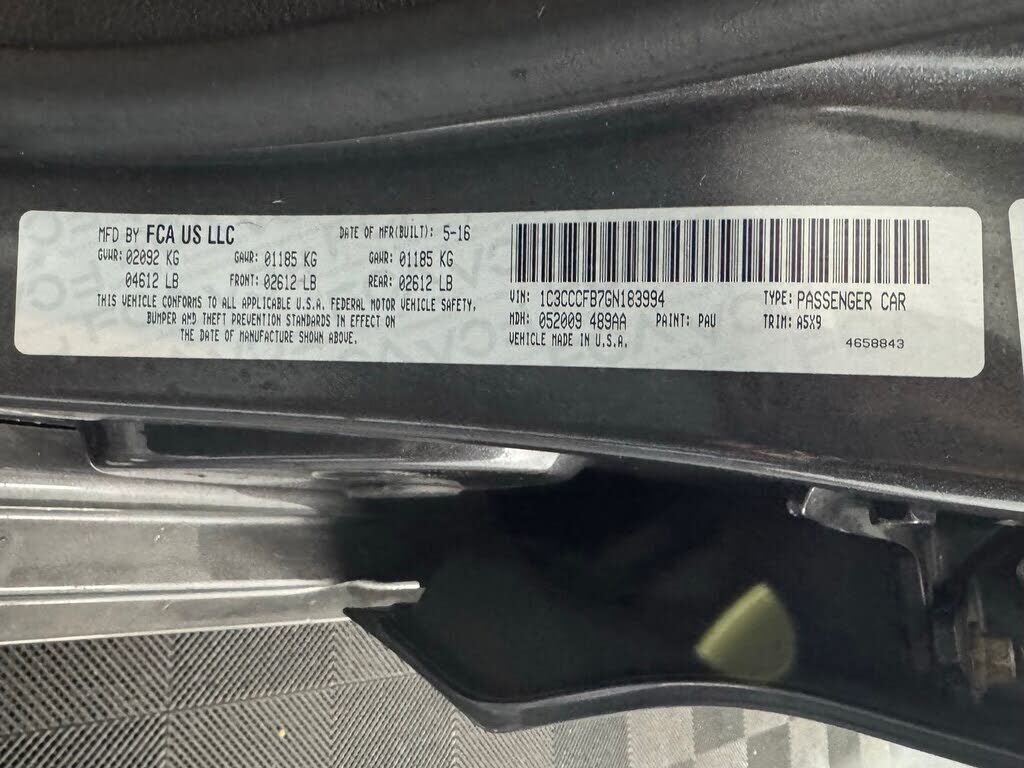 MFD BY FCA US LLC DATE OF MFR(BUILT): 5-16
GVWR: 02092 KG GAWR: 01185 KG GAWR: 01185 KG
04612 LB FRONT: 02612 LB REAR: 02612 LB
THIS VEHICLE CONFORMS TO ALL APPLICABLE U.S.A. FEDERAL MOTOR VEHICLE SAFETY,
BUMPER AND THEFT PREVENTION STANDARDS IN EFFECT ON
THE DATE OF MANUFACTURE SHOWN ABOVE.
VIN: 1C3CCCFB7GN183994 TYPE: PASSENGER CAR
MDH: 052009 489AA PAINT: PAU TRIM: A5X9
VEHICLE MADE IN U.S.A. 4658843